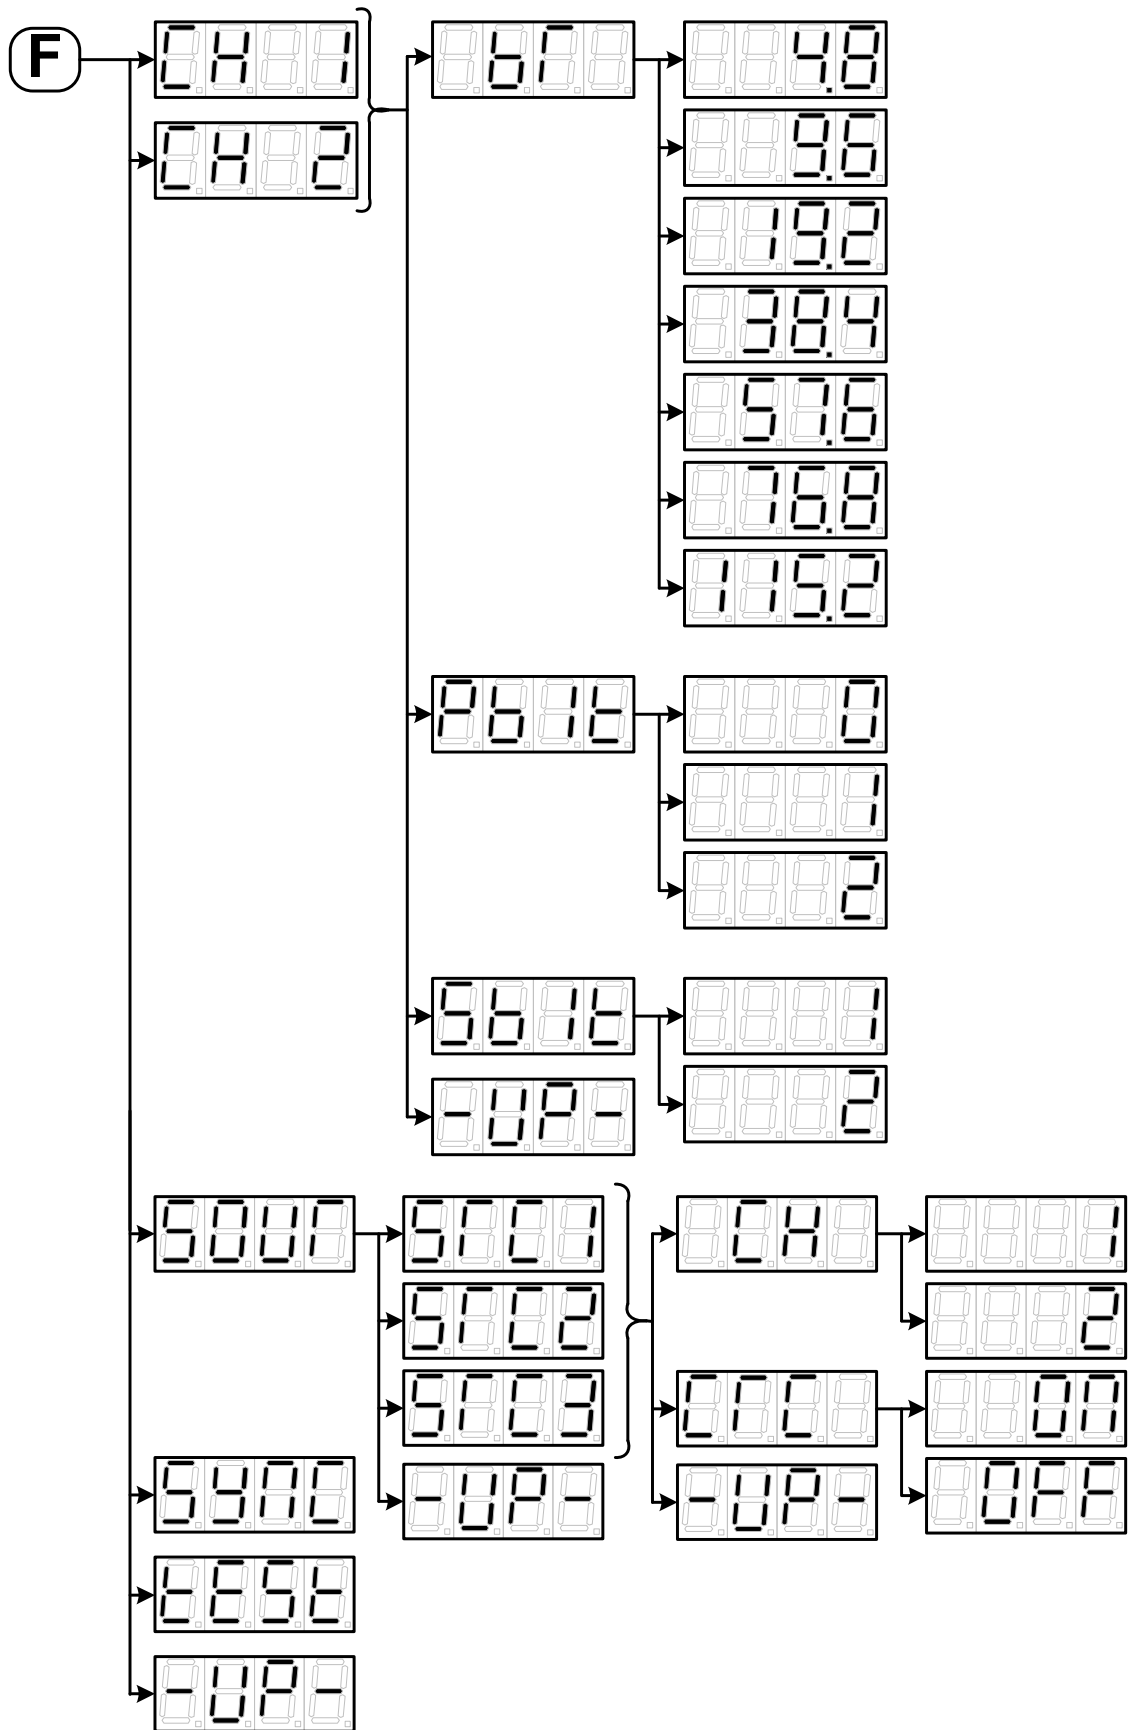 F
CH 1
br
4.8
CH 2
9.6
19.2
38.4
57.6
76.8
115.2
PbIt
0
1
2
SbIt
1
2
-UP-
SOUr
SrC1
CH
1
SrC2
2
SrC3
CrC
ON
SYNC
-UP-
-UP-
OFF
tESt
-UP-